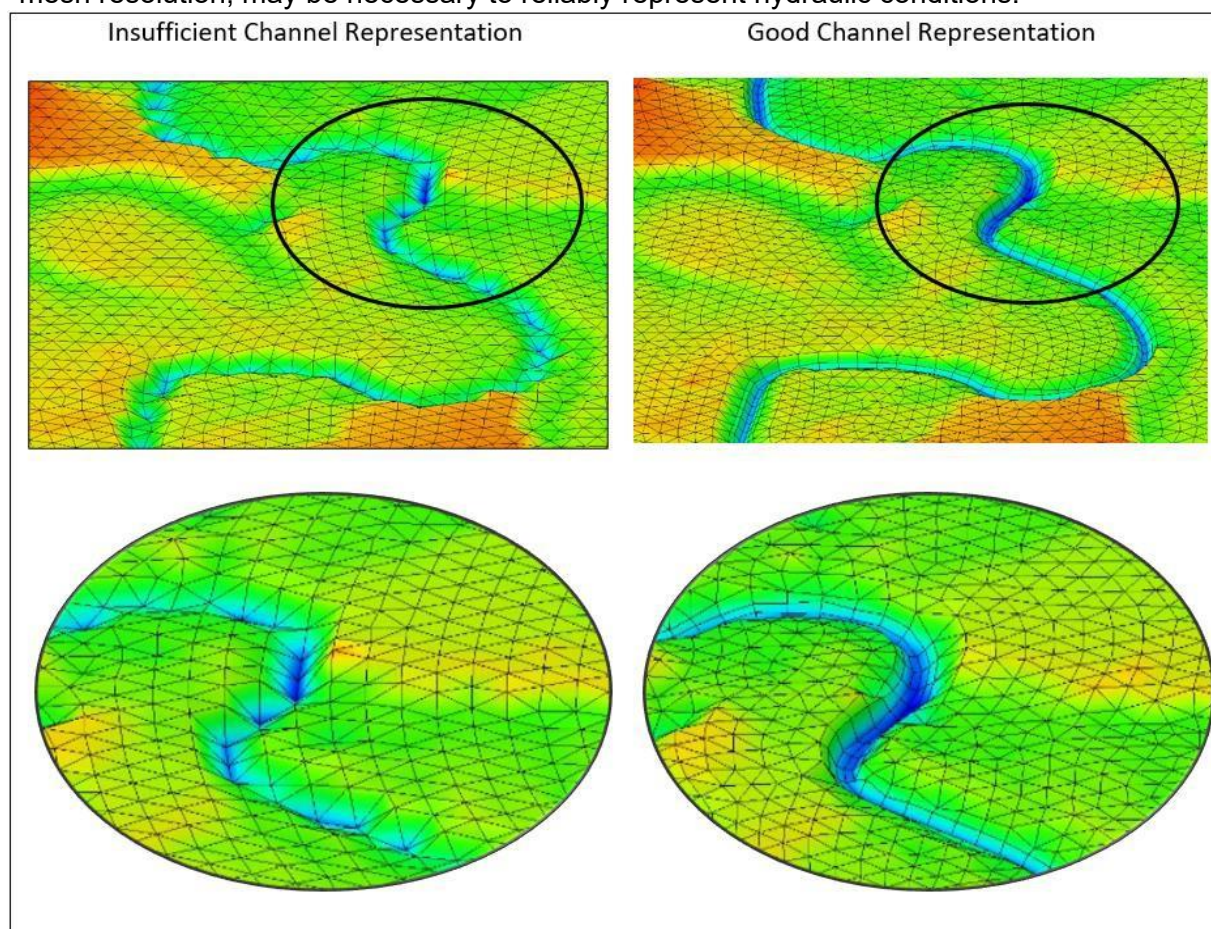 mesh resolution, may be necessary to reliably represent hydraulic conditions.
Insufficient Channel Representation
Good Channel Representation